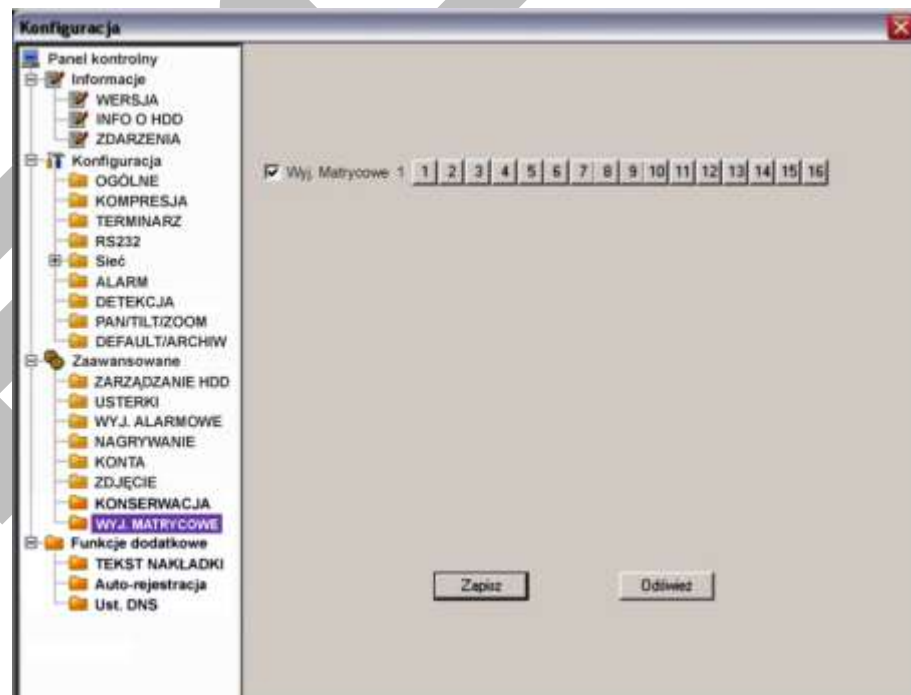 Konfiguracja
Panel kontrolny
Informacje
WERSJA
INFO O HDD
ZDARZENIA
Konfiguracja
OGÓLNE
KOMPRESJA
TERMINARZ
RS232
Sieć
ALARM
DETEKCJA
PAN/TILT/ZOOM
DEFAULT/ARCHIW
Zaawansowane
ZARZĄDZANIE HDD
USTERKI
WYJ. ALARMOWE
NAGRYWANIE
KONTA
ZDJĘCIE
KONSERWACJA
WYJ. MATRYCOWE
Funkcje dodatkowe
TEKST NAKŁADKI
Auto-rejestracja
Ust. DNS
Wyj. Matrycowe 1 1 2 3 4 5 6 7 8 9 10 11 12 13 14 15 16
Zapisz Odśwież